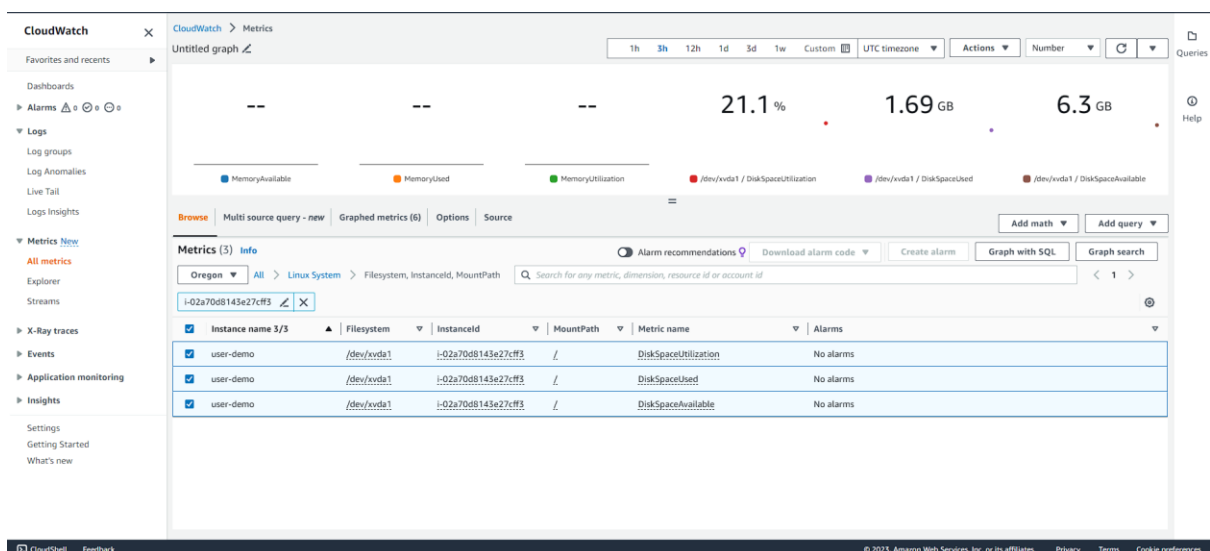 CloudWatch
CloudWatch > Metrics
Untitled graph
1h 3h 12h 1d 3d 1w Custom UTC timezone Actions Number
Queries
Help
Favorites and recents
Dashboards
Alarms 0 0 0
Logs
Log groups
Log Anomalies
Live Tail
Logs Insights
Metrics New
All metrics
Explorer
Streams
X-Ray traces
Events
Application monitoring
Insights
Settings
Getting Started
What's new
-- -- -- 21.1 % 1.69 GB 6.3 GB
MemoryAvailable MemoryUsed MemoryUtilization /dev/xvda1 / DiskSpaceUtilization /dev/xvda1 / DiskSpaceUsed /dev/xvda1 / DiskSpaceAvailable
Browse Multi source query - new Graphed metrics (6) Options Source Add math Add query
Metrics (3) Info Alarm recommendations Download alarm code Create alarm Graph with SQL Graph search
Oregon All > Linux System > Filesystem, InstanceId, MountPath Search for any metric, dimension, resource id or account id < 1 >
i-02a70d8143e27cff3
Instance name 3/3 Filesystem InstanceId MountPath Metric name Alarms
user-demo /dev/xvda1 i-02a70d8143e27cff3 / DiskSpaceUtilization No alarms
user-demo /dev/xvda1 i-02a70d8143e27cff3 / DiskSpaceUsed No alarms
user-demo /dev/xvda1 i-02a70d8143e27cff3 / DiskSpaceAvailable No alarms
CloudShell Feedback © 2023, Amazon Web Services, Inc. or its affiliates. Privacy Terms Cookie preferences